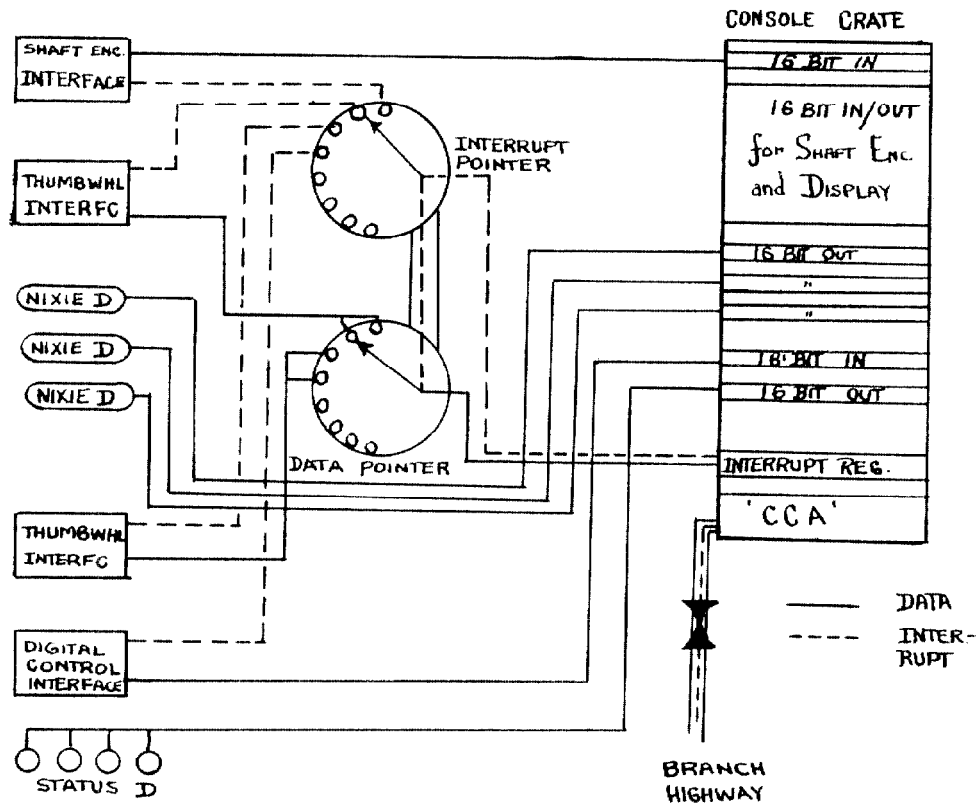 CONSOLE CRATE
SHAFT ENC.
INTERFACE
16 BIT IN
16 BIT IN/OUT
for SHAFT ENC.
and DISPLAY
INTERRUPT
POINTER
THUMBWHL
INTERFC
16 BIT OUT
"
"
NIXIE D
NIXIE D
NIXIE D
16' BIT IN
16 BIT OUT
DATA POINTER
INTERRUPT REG.
'CCA'
THUMBWHL
INTERFC
DIGITAL
CONTROL
INTERFACE
DATA
INTER-
RUPT
STATUS D
BRANCH
HIGHWAY